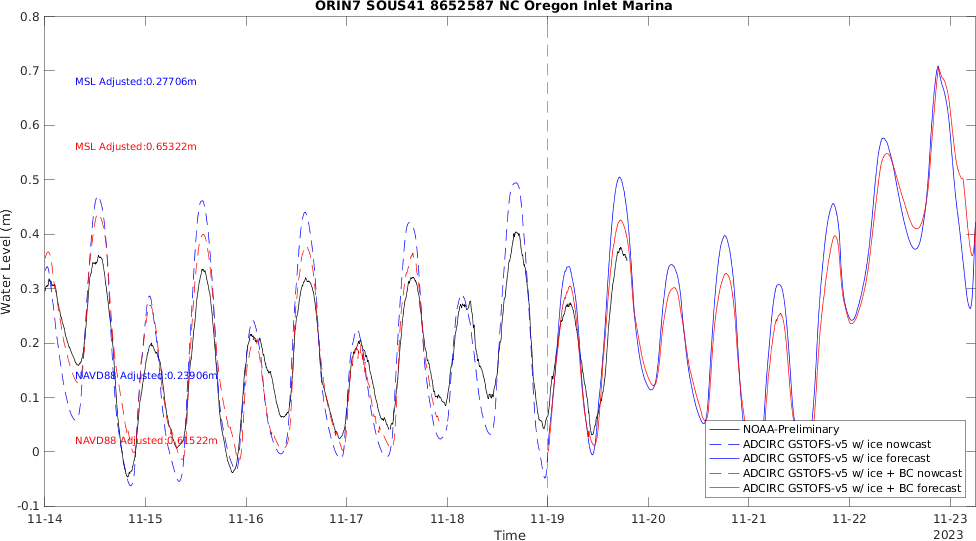 ORIN7 SOUS41 8652587 NC Oregon Inlet Marina
Water Level (m)
0.8
0.7
0.6
0.5
0.4
0.3
0.2
0.1
0
-0.1
MSL Adjusted:0.27706m
MSL Adjusted:0.65322m
NAVD88 Adjusted:0.23906m
NAVD88 Adjusted:0.61522m
NOAA-Preliminary
ADCIRC GSTOFS-v5 w/ ice nowcast
ADCIRC GSTOFS-v5 w/ ice forecast
ADCIRC GSTOFS-v5 w/ ice + BC nowcast
ADCIRC GSTOFS-v5 w/ ice + BC forecast
11-14 11-15 11-16 11-17 11-18 11-19 11-20 11-21 11-22 11-23
2023
Time